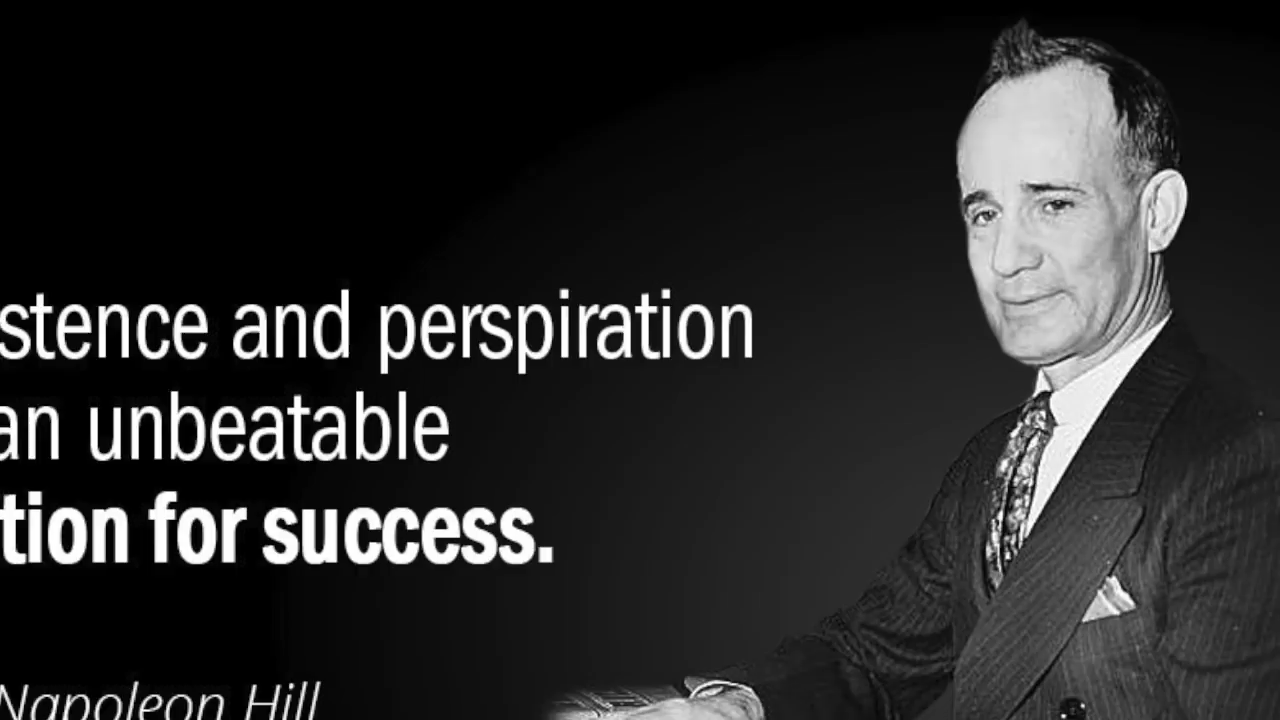 stence and perspiration
an unbeatable
tion for success.
Napoleon Hill